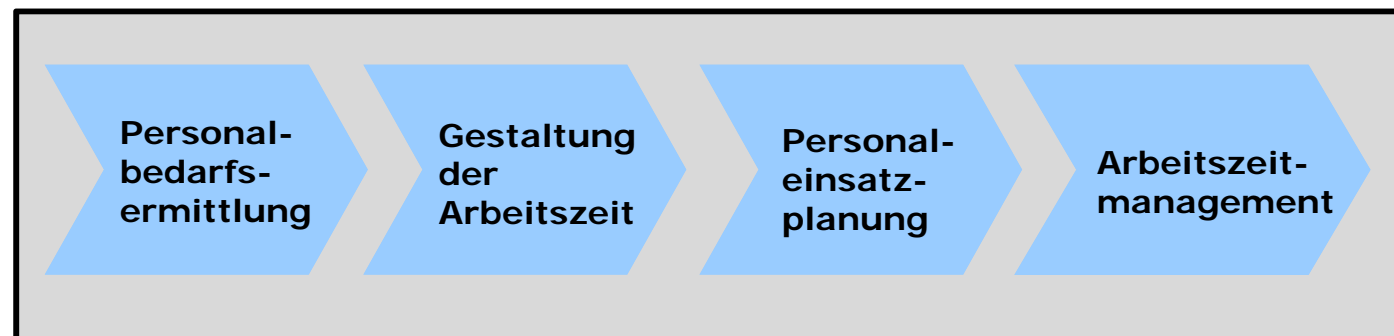 Personal-
bedarfs-
ermittlung
Gestaltung
der
Arbeitszeit
Personal-
einsatz-
planung
Arbeitszeit-
management